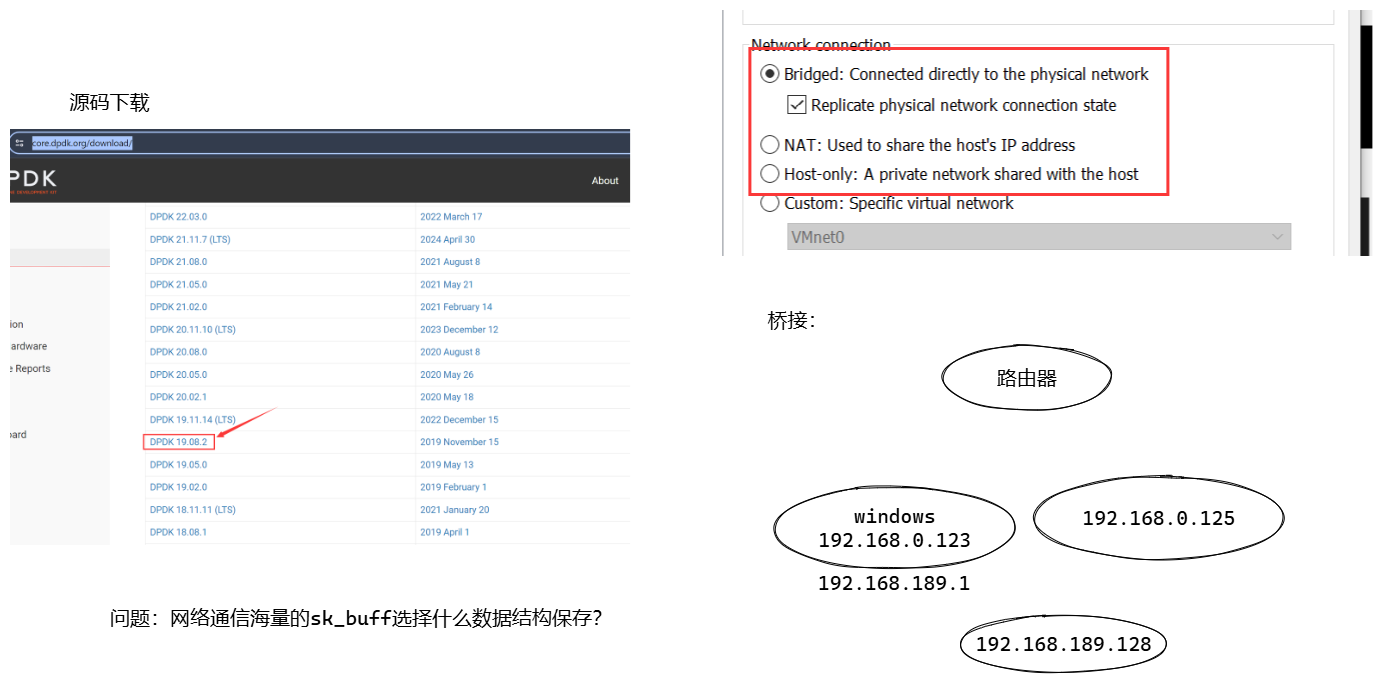 源码下载
core.dpdk.org/download/
PDK
About
DPDK 22.03.0 2022 March 17
DPDK 21.11.7 (LTS) 2024 April 30
DPDK 21.08.0 2021 August 8
DPDK 21.05.0 2021 May 21
DPDK 21.02.0 2021 February 14
DPDK 20.11.10 (LTS) 2023 December 12
DPDK 20.08.0 2020 August 8
DPDK 20.05.0 2020 May 26
DPDK 20.02.1 2020 May 18
DPDK 19.11.14 (LTS) 2022 December 15
DPDK 19.08.2 2019 November 15
DPDK 19.05.0 2019 May 13
DPDK 19.02.0 2019 February 1
DPDK 18.11.11 (LTS) 2021 January 20
DPDK 18.08.1 2019 April 1
ion
ardware
e Reports
oard
问题：网络通信海量的sk_buff选择什么数据结构保存？
Network connection
Bridged: Connected directly to the physical network
Replicate physical network connection state
NAT: Used to share the host's IP address
Host-only: A private network shared with the host
Custom: Specific virtual network
VMnet0
桥接：
路由器
windows
192.168.0.123
192.168.0.125
192.168.189.1
192.168.189.128